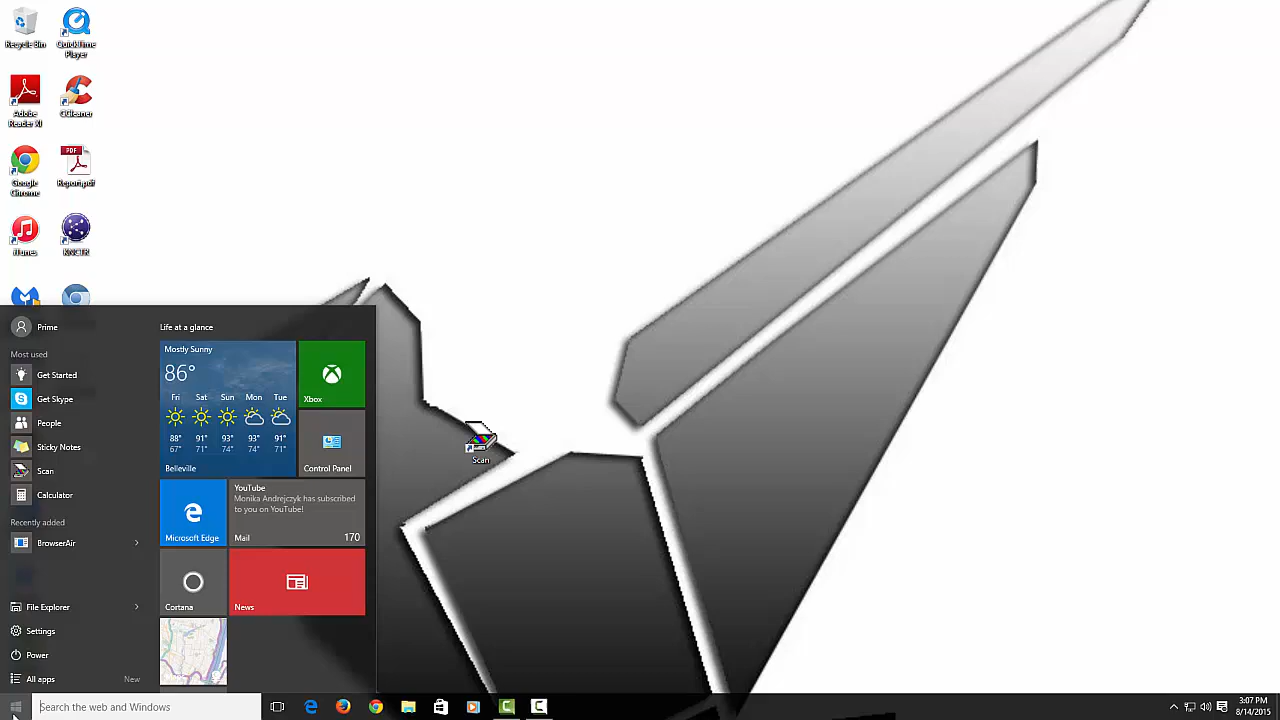 Recycle Bin
QuickTime
Player
Adobe
Reader XI
CCleaner
Google
Chrome
PDF
Report.pdf
iTunes
KNCTR
Prime
Most used
Get Started
Get Skype
People
Sticky Notes
Scan
Calculator
Recently added
BrowserAir
File Explorer
Settings
Power
All apps
New
Life at a glance
Mostly Sunny
86°
Fri Sat Sun Mon Tue
88° 91° 93° 93° 91°
67° 71° 74° 74° 71°
Belleville
Xbox
Control Panel
Microsoft Edge
YouTube
Monika Andrejczyk has subscribed
to you on YouTube!
Mail 170
Cortana
News
Scan
Search the web and Windows
3:07 PM
8/14/2015